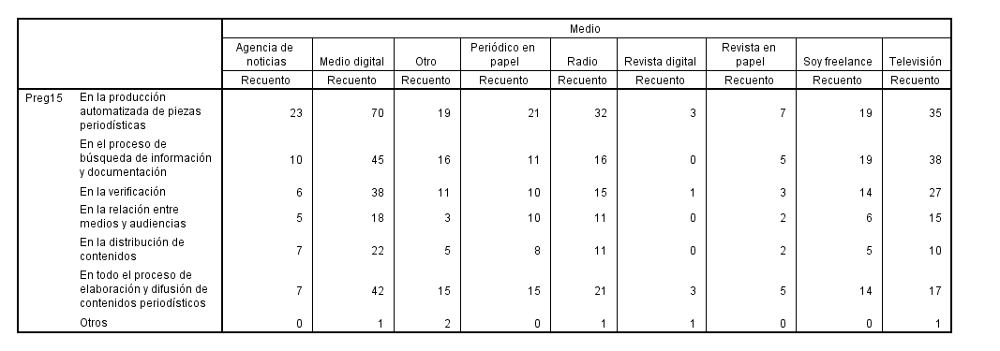 Medio
Agencia de noticias Medio digital Otro Periódico en papel Radio Revista digital Revista en papel Soy freelance Televisión
Recuento Recuento Recuento Recuento Recuento Recuento Recuento Recuento Recuento
Preg15 En la producción
automatizada de piezas
periodísticas 23 70 19 21 32 3 7 19 35
En el proceso de
búsqueda de información
y documentación 10 45 16 11 16 0 5 19 38
En la verificación 6 38 11 10 15 1 3 14 27
En la relación entre
medios y audiencias 5 18 3 10 11 0 2 6 15
En la distribución de
contenidos 7 22 5 8 11 0 2 5 10
En todo el proceso de
elaboración y difusión de
contenidos periodísticos 7 42 15 15 21 3 5 14 17
Otros 0 1 2 0 1 1 0 0 1